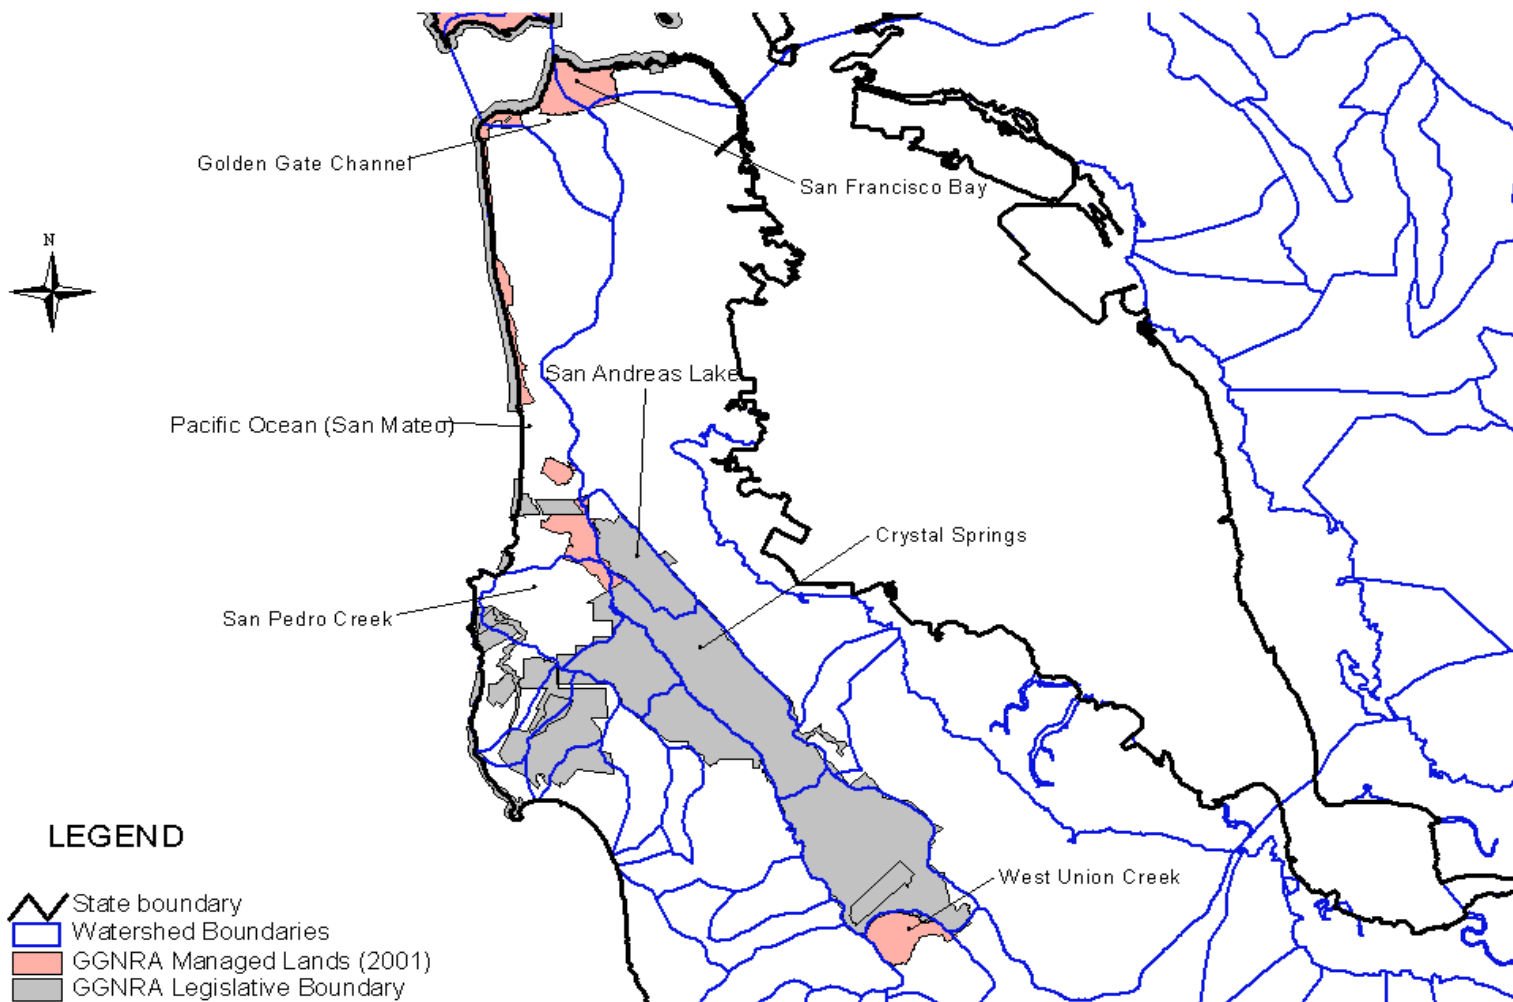 Golden Gate Channel
San Francisco Bay
N
San Andreas Lake
Pacific Ocean (San Mateo)
Crystal Springs
San Pedro Creek
LEGEND
West Union Creek
State boundary
Watershed Boundaries
GGNRA Managed Lands (2001)
GGNRA Legislative Boundary